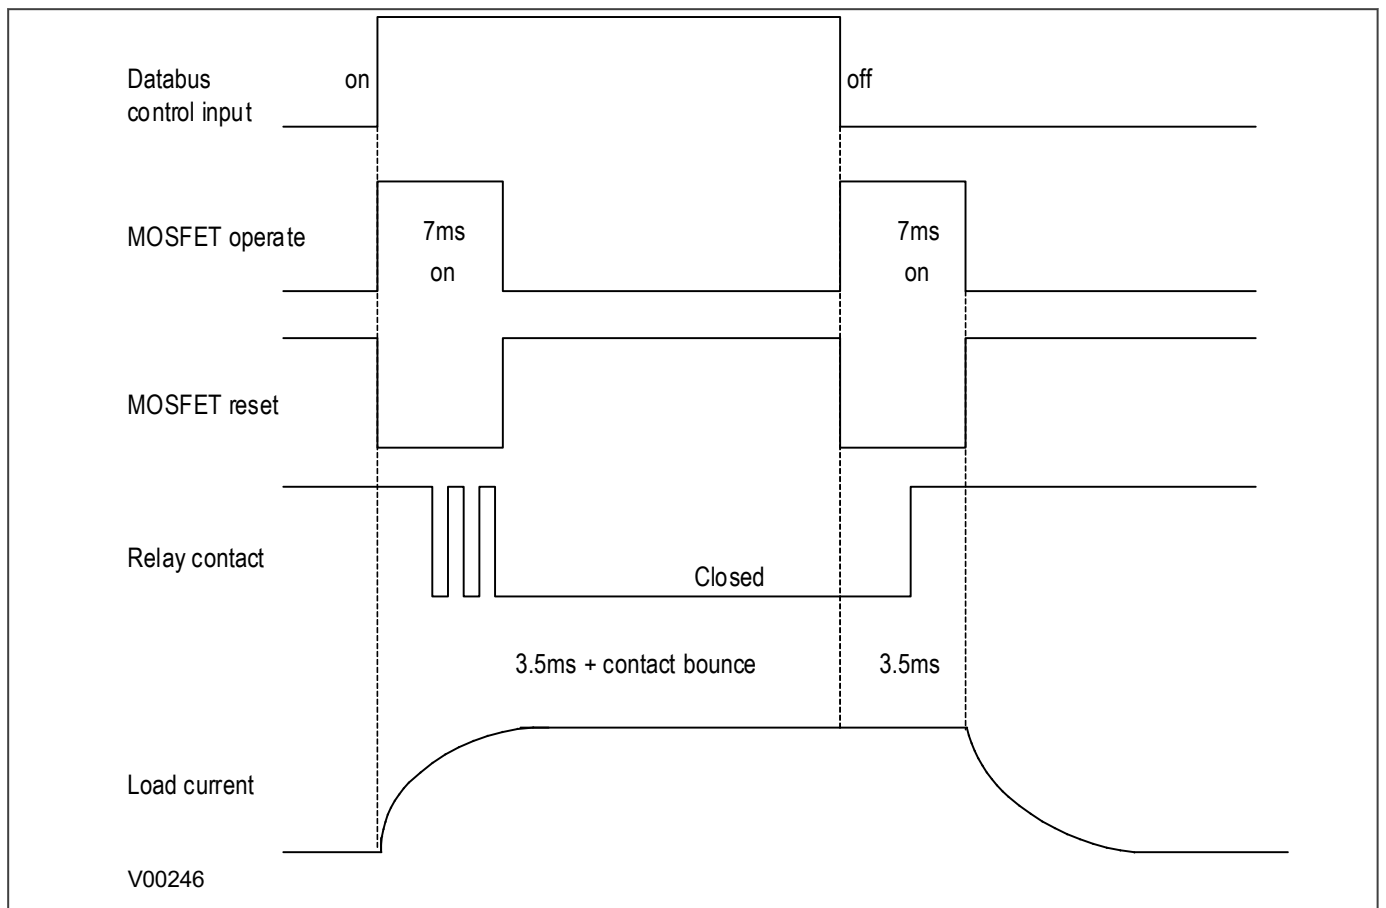 Databus on off
control input
MOSFET operate 7ms 7ms
on on
MOSFET reset
Relay contact
Closed
3.5ms + contact bounce 3.5ms
Load current
V00246